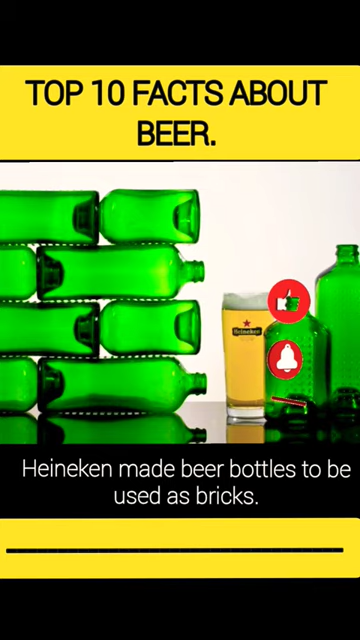 TOP 10 FACTS ABOUT
BEER.
Heineken
Heineken made beer bottles to be
used as bricks.